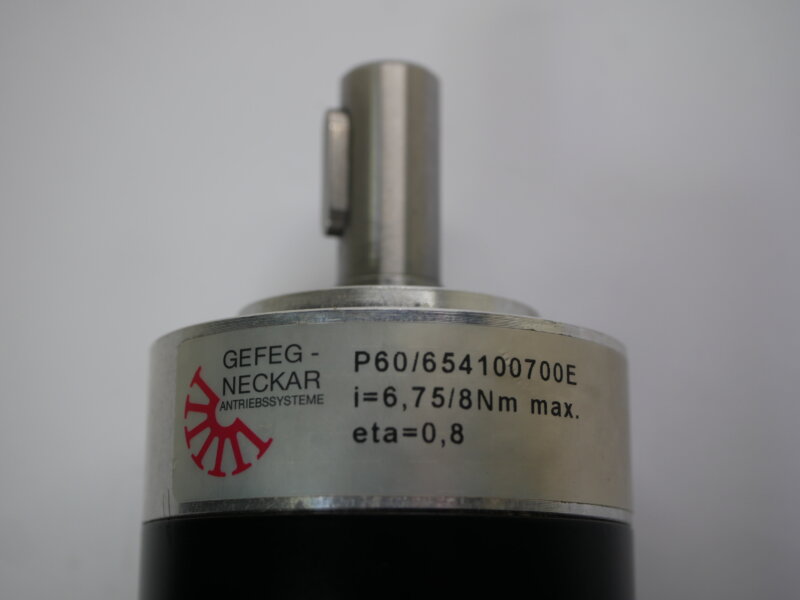 GEFEG -
NECKAR
ANTRIEBSSYSTEME
P60/654100700E
i=6,75/8Nm max.
eta=0,8